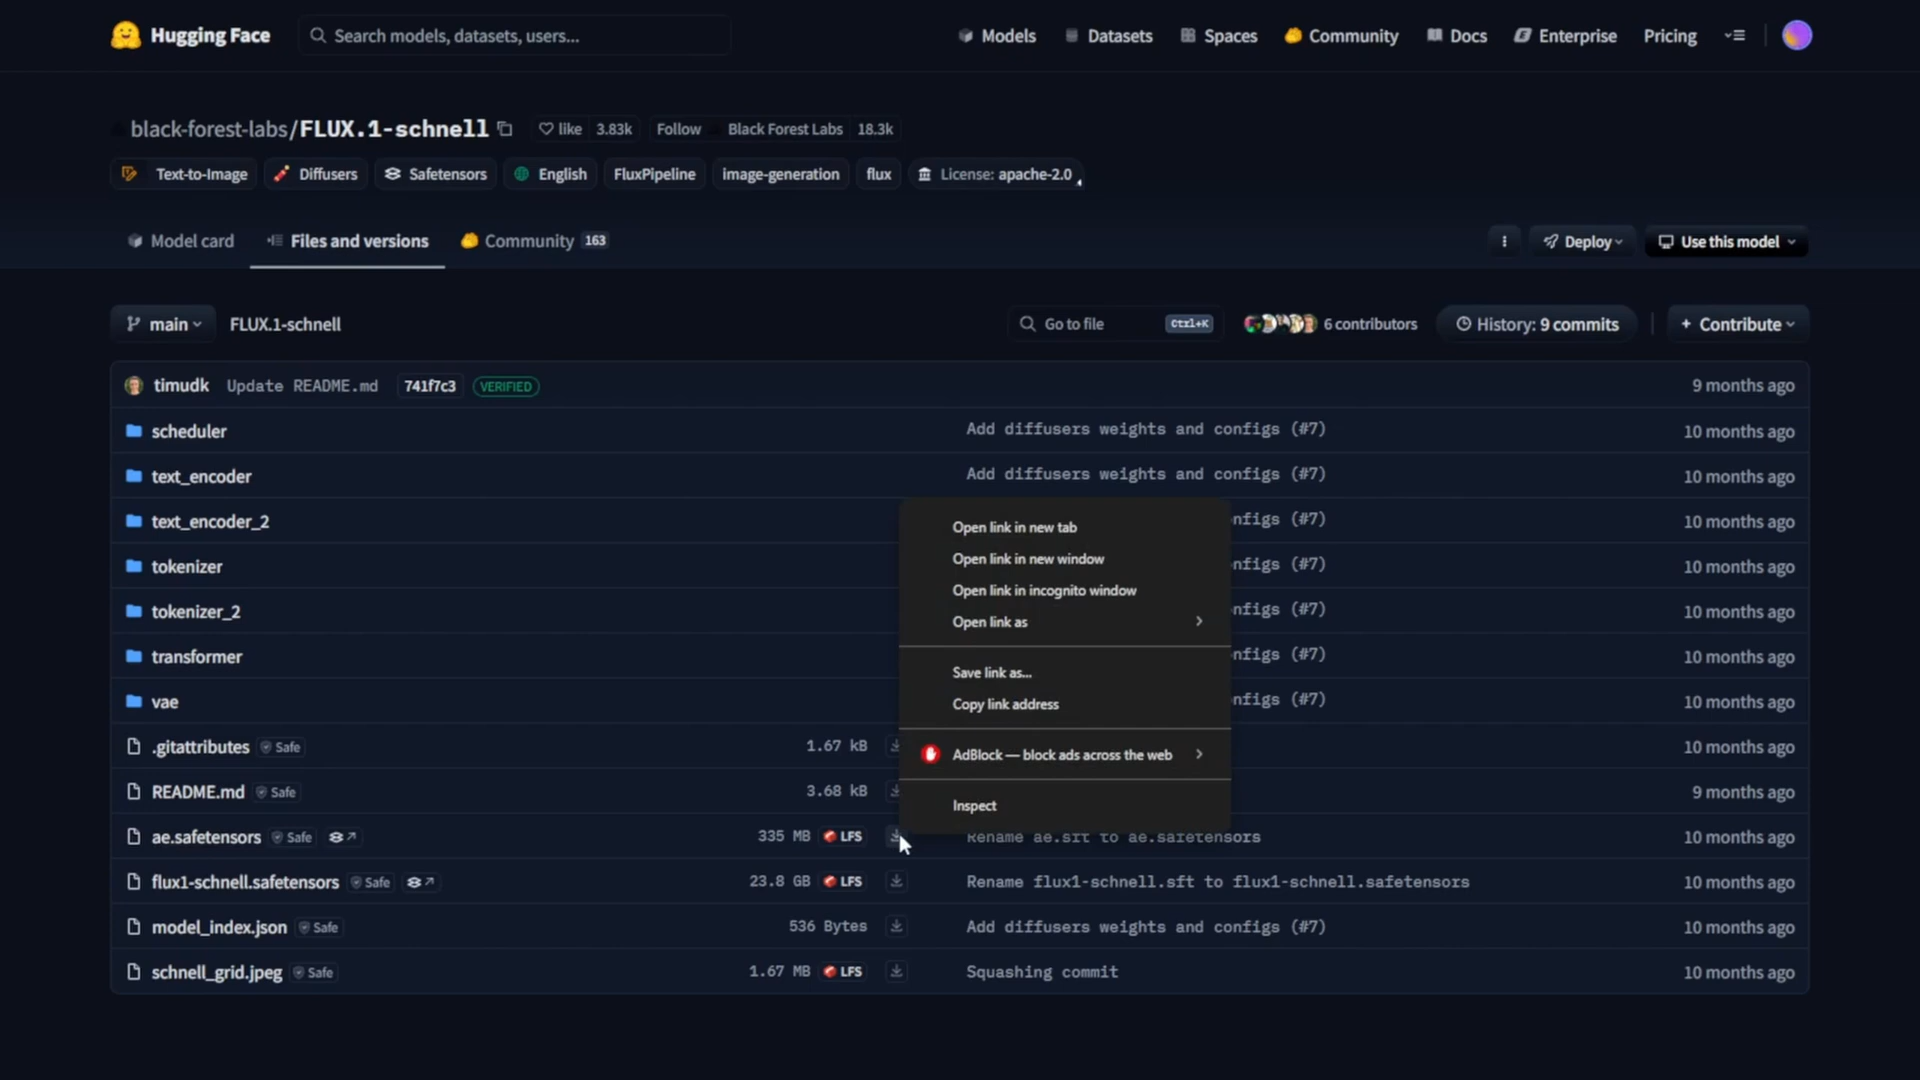 Hugging Face
Search models, datasets, users...
Models
Datasets
Spaces
Community
Docs
Enterprise
Pricing
black-forest-labs/FLUX.1-schnell
like 3.83k
Follow Black Forest Labs 18.3k
Text-to-Image
Diffusers
Safetensors
English
FluxPipeline
image-generation
flux
License: apache-2.0
Model card
Files and versions
Community 163
Deploy
Use this model
main
FLUX.1-schnell
Go to file Ctrl+K
6 contributors
History: 9 commits
+ Contribute
timudk Update README.md 741f7c3 VERIFIED 9 months ago
scheduler Add diffusers weights and configs (#7) 10 months ago
text_encoder Add diffusers weights and configs (#7) 10 months ago
text_encoder_2 nfigs (#7) 10 months ago
tokenizer nfigs (#7) 10 months ago
tokenizer_2 nfigs (#7) 10 months ago
transformer nfigs (#7) 10 months ago
vae nfigs (#7) 10 months ago
.gitattributes Safe 1.67 kB 10 months ago
README.md Safe 3.68 kB 9 months ago
ae.safetensors Safe 335 MB LFS Rename ae.sft to ae.safetensors 10 months ago
flux1-schnell.safetensors Safe 23.8 GB LFS Rename flux1-schnell.sft to flux1-schnell.safetensors 10 months ago
model_index.json Safe 536 Bytes Add diffusers weights and configs (#7) 10 months ago
schnell_grid.jpeg Safe 1.67 MB LFS Squashing commit 10 months ago
Open link in new tab
Open link in new window
Open link in incognito window
Open link as
Save link as...
Copy link address
AdBlock — block ads across the web
Inspect